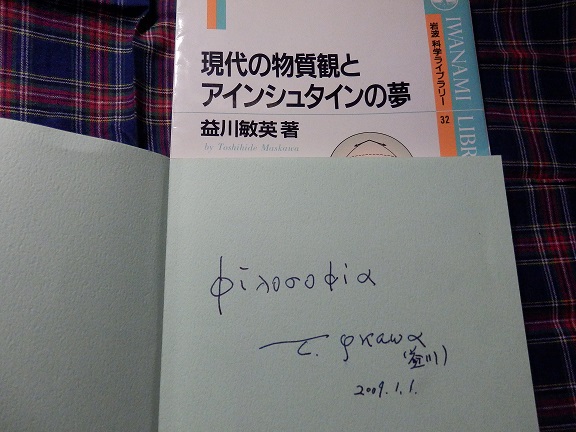 現代の物質観と
アインシュタインの夢
益川敏英 著
by Toshihide Maskawa
岩波 科学ライブラリー 32
IWANAMI LIBR
φιλοσοφία
(益川)
2009.1.1.